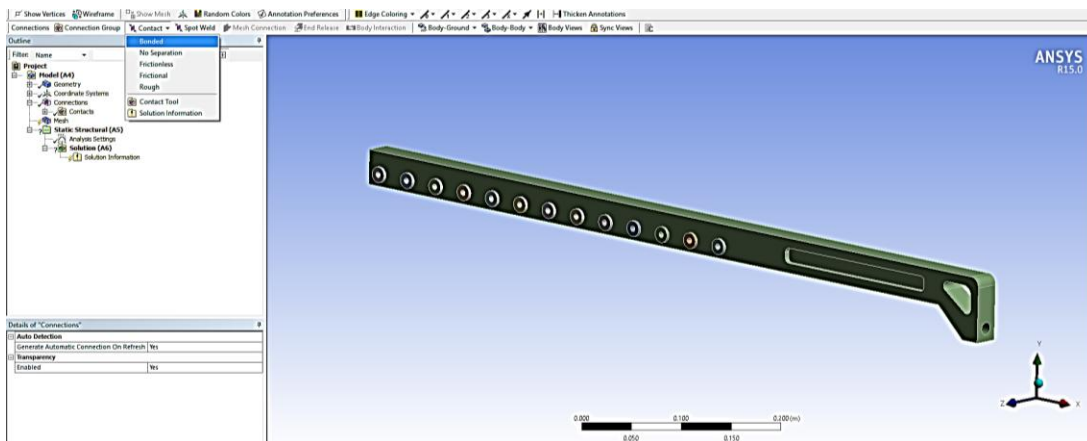 Show Vertices Wireframe Show Mesh Random Colors Annotation Preferences Edge Coloring Thicken Annotations
Connections Connection Group Contact Spot Weld Mesh Connection End Release Body Interaction Body-Ground Body-Body Body Views Sync Views
Outline
Filter: Name
Project
Model (A4)
Geometry
Coordinate Systems
Connections
Contacts
Mesh
Static Structural (A5)
Analysis Settings
Solution (A6)
Solution Information
Bonded
No Separation
Frictionless
Frictional
Rough
Contact Tool
Solution Information
Details of "Connections"
Auto Detection
Generate Automatic Connection On Refresh Yes
Transparency
Enabled Yes
ANSYS
R15.0
Y
Z X
0.000 0.100 0.200 (m)
0.050 0.150